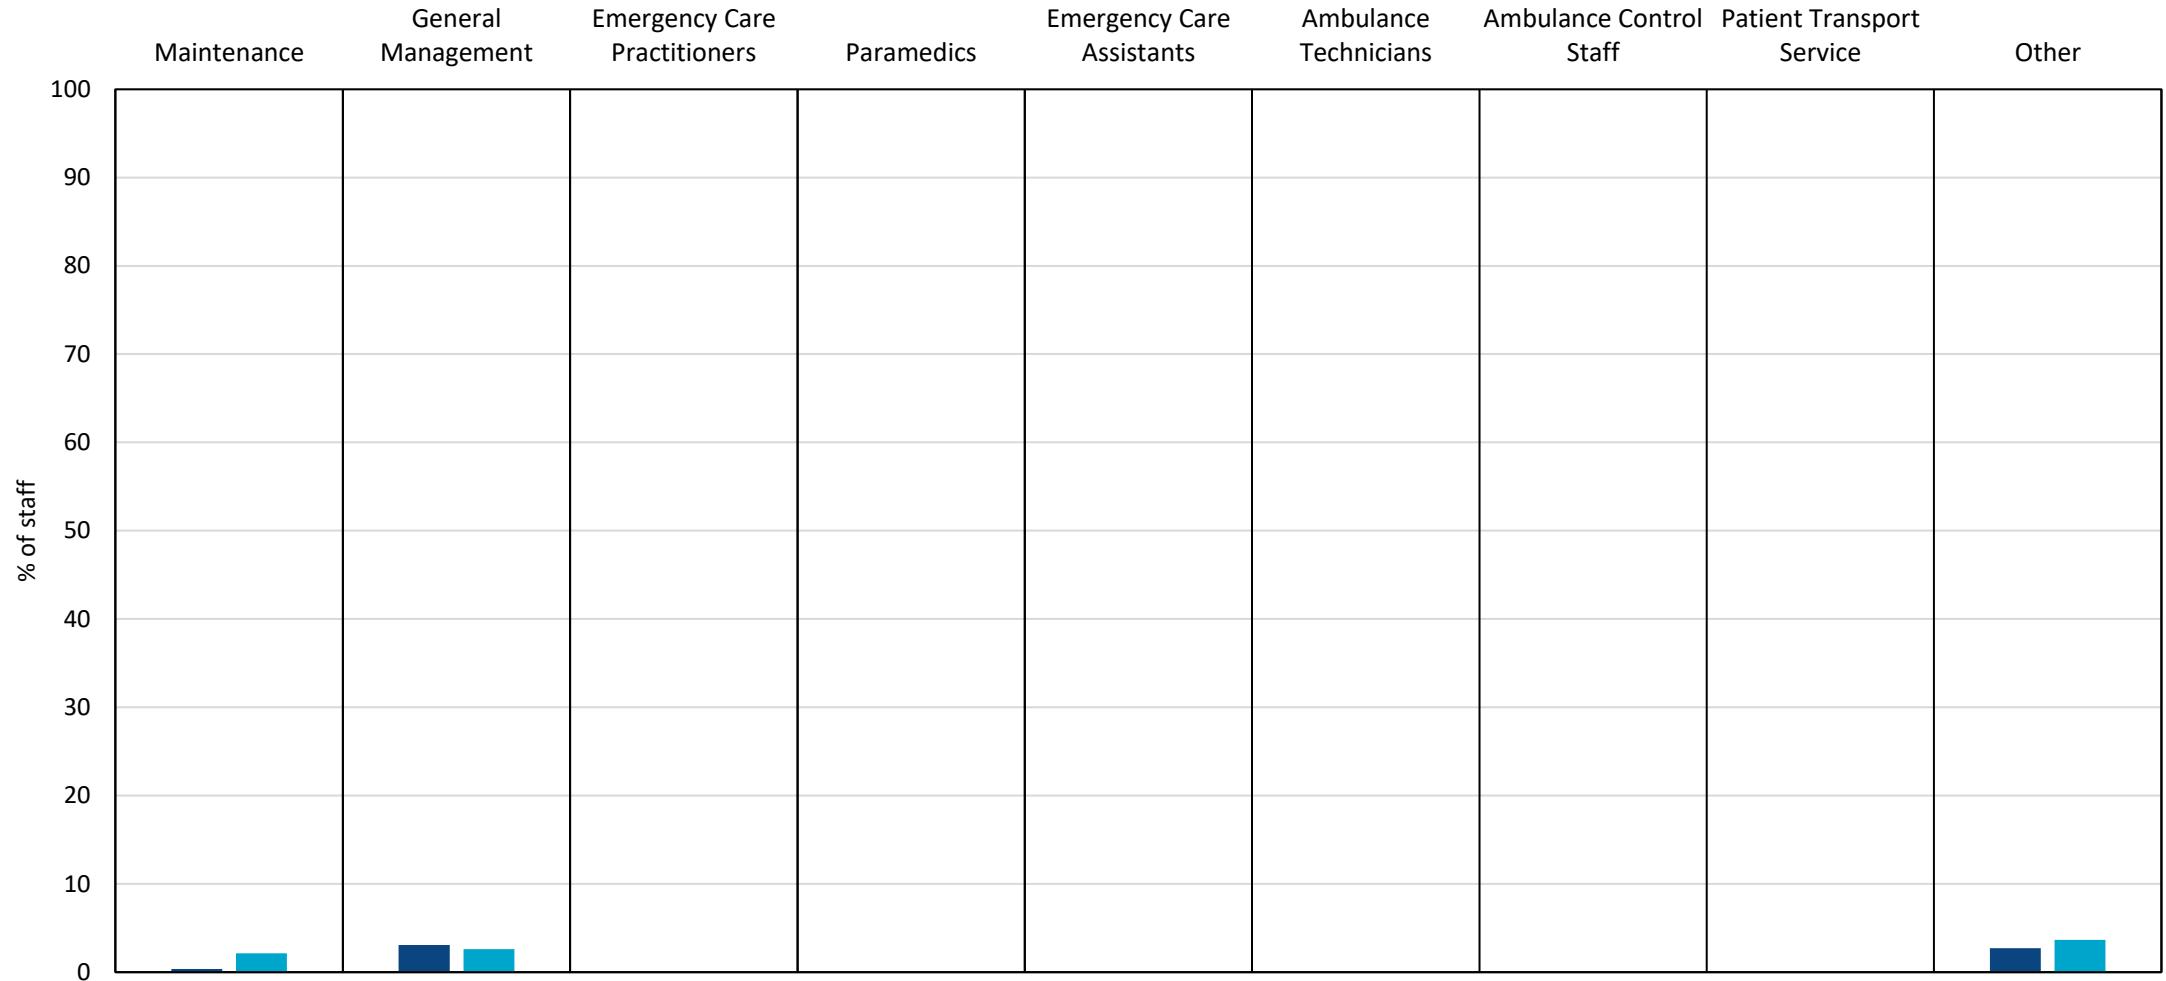 Maintenance
General
Management
Emergency Care
Practitioners
Paramedics
Emergency Care
Assistants
Ambulance
Technicians
Ambulance Control
Staff
Patient Transport
Service
Other
100
90
80
70
60
50
40
30
20
10
0
% of staff